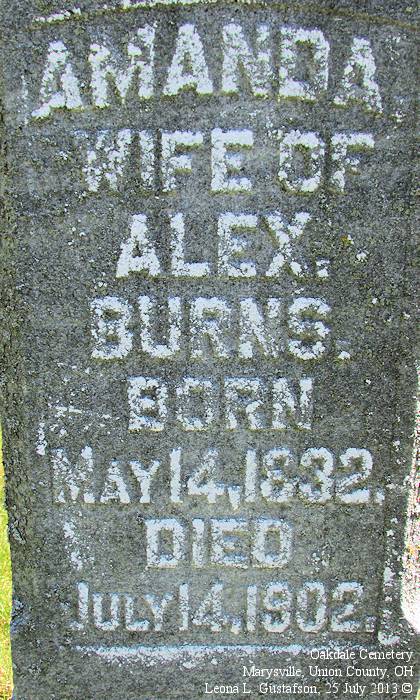 AMANDA
WIFE OF
ALEX.
BURNS.
BORN
MAY 14, 1832.
DIED
JULY 14, 1902.
Oakdale Cemetery
Marysville, Union County, OH
Leona L. Gustafson, 25 July 2013 ©